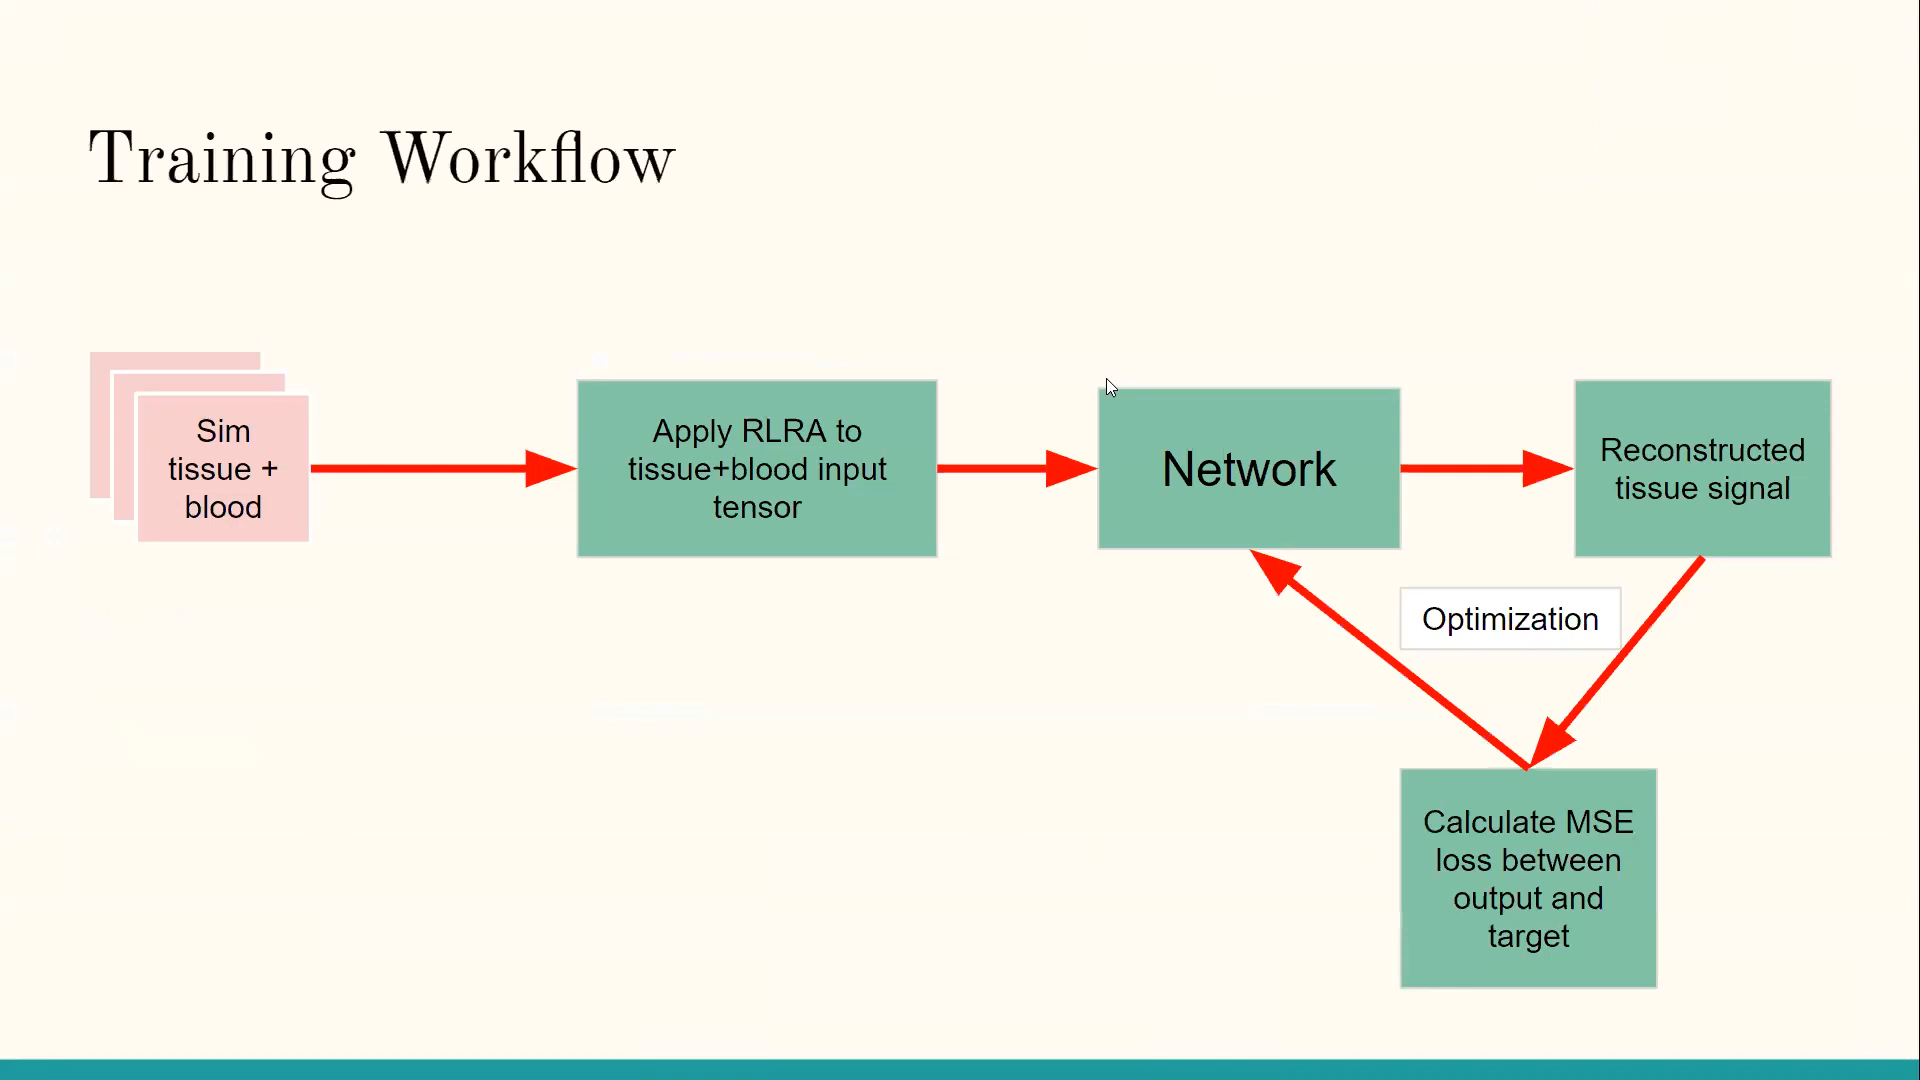 Training Workflow
Sim
tissue +
blood
Apply RLRA to
tissue+blood input
tensor
Network
Reconstructed
tissue signal
Optimization
Calculate MSE
loss between
output and
target